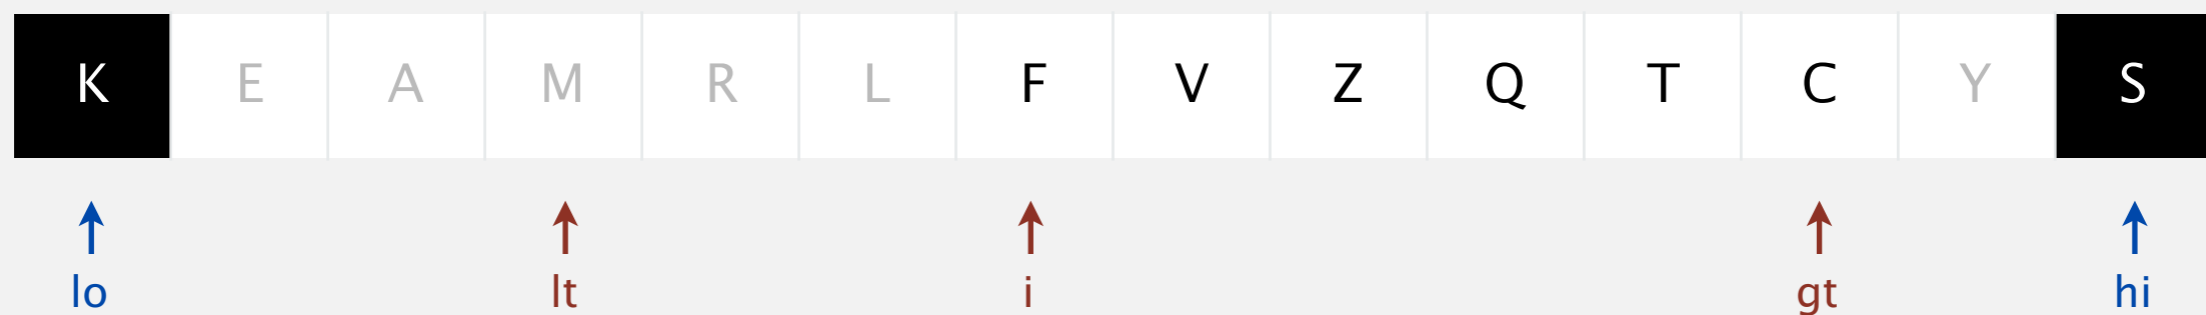 K E A M R L F V Z Q T C Y S
lo lt i gt hi